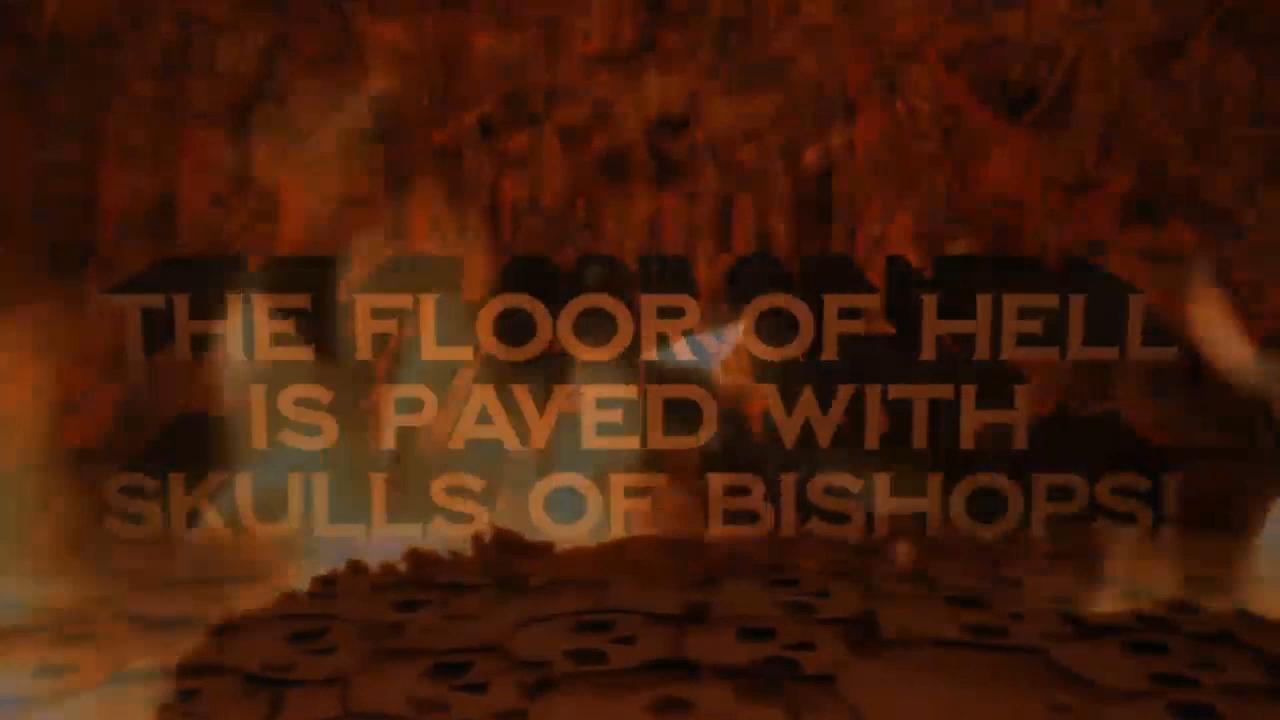 THE FLOOR OF HELL
IS PAVED WITH
SKULLS OF BISHOPS!